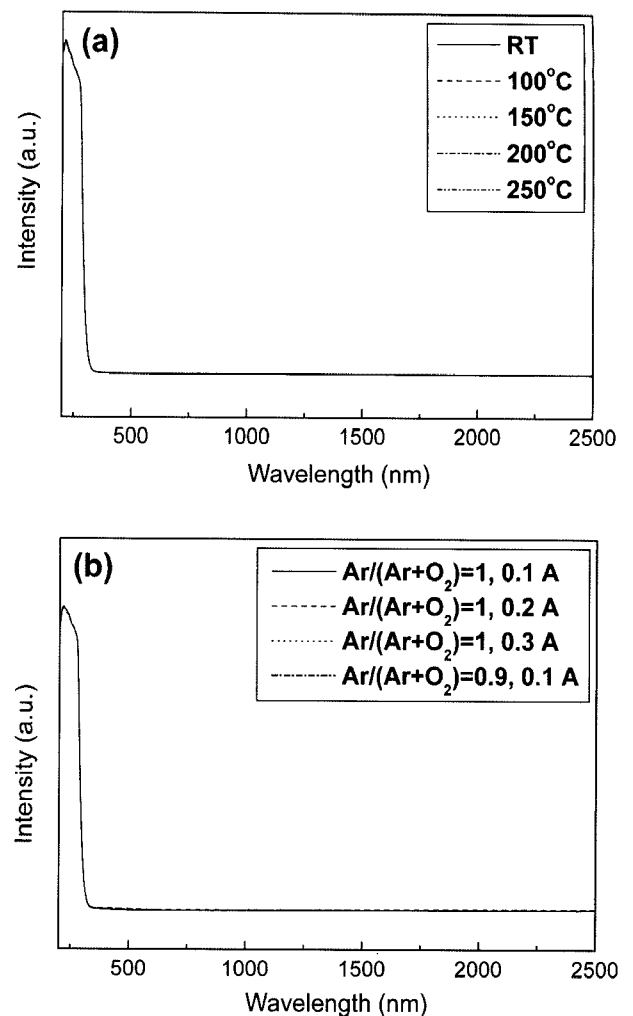 (a)
RT
100°C
150°C
200°C
250°C
Intensity (a.u.)
500 1000 1500 2000 2500
Wavelength (nm)
(b)
Ar/(Ar+O₂)=1, 0.1 A
Ar/(Ar+O₂)=1, 0.2 A
Ar/(Ar+O₂)=1, 0.3 A
Ar/(Ar+O₂)=0.9, 0.1 A
Intensity (a.u.)
500 1000 1500 2000 2500
Wavelength (nm)